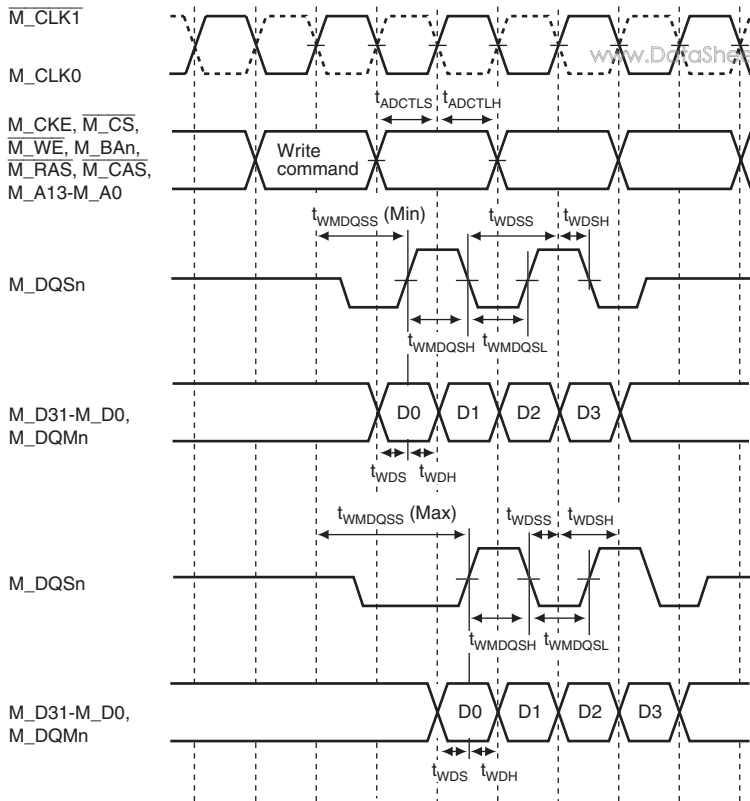 M_CLK1
www.DataShee
M_CLK0
tADCTLS tADCTLH
M_CKE, M_CS,
M_WE, M_BAn,
M_RAS, M_CAS,
M_A13-M_A0
Write
command
tWMDQSS (Min) tWDSS tWDSH
M_DQSn
tWMDQSH tWMDQSL
M_D31-M_D0,
M_DQMn
D0 D1 D2 D3
tWDS tWDH
tWMDQSS (Max) tWDSS tWDSH
M_DQSn
tWMDQSH tWMDQSL
M_D31-M_D0,
M_DQMn
D0 D1 D2 D3
tWDS tWDH